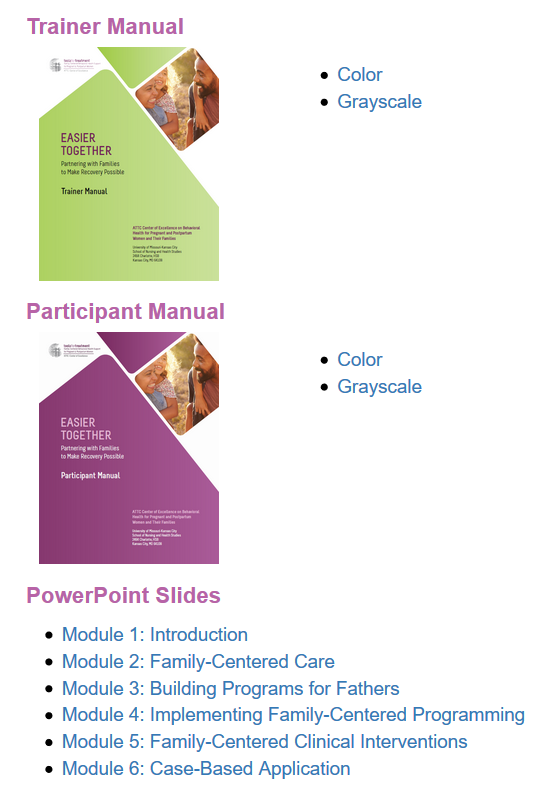 Trainer Manual
Color
Grayscale
EASIER
TOGETHER
Partnering with Families
to Make Recovery Possible
Trainer Manual
ATTC Center of Excellence on Behavioral
Health for Pregnant and Postpartum
Women and Their Families
University of Missouri-Kansas City
School of Nursing and Health Studies
Kansas City, MO 64108
Participant Manual
Color
Grayscale
EASIER
TOGETHER
Partnering with Families
to Make Recovery Possible
Participant Manual
ATTC Center of Excellence on Behavioral
Health for Pregnant and Postpartum
Women and Their Families
University of Missouri-Kansas City
School of Nursing and Health Studies
Kansas City, MO 64108
PowerPoint Slides
Module 1: Introduction
Module 2: Family-Centered Care
Module 3: Building Programs for Fathers
Module 4: Implementing Family-Centered Programming
Module 5: Family-Centered Clinical Interventions
Module 6: Case-Based Application